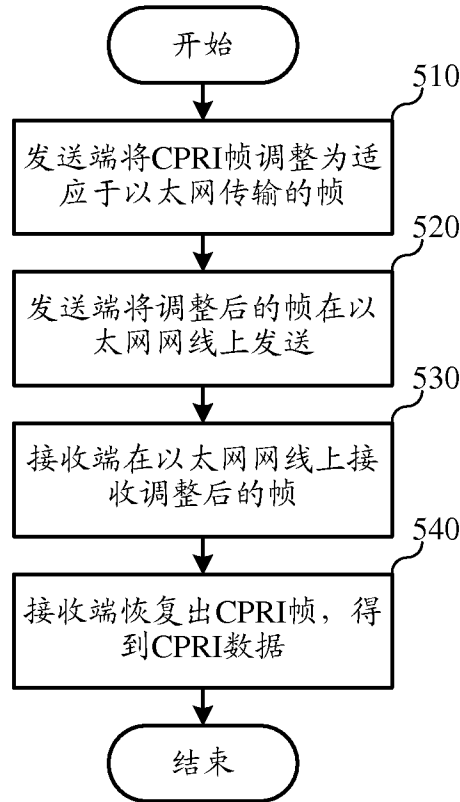 开始
510
发送端将CPRI帧调整为适
应于以太网传输的帧
520
发送端将调整后的帧在以
太网网线上发送
530
接收端在以太网网线上接
收调整后的帧
540
接收端恢复出CPRI帧，得
到CPRI数据
结束